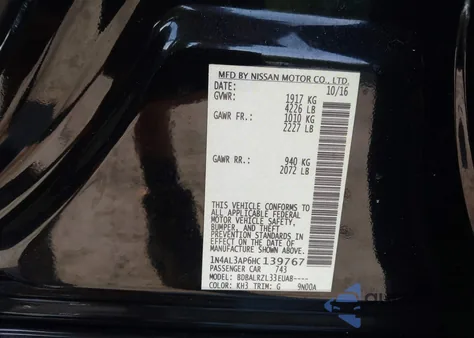 MFD BY NISSAN MOTOR CO., LTD.
DATE: 10/16
GVWR: 1917 KG
4226 LB
GAWR FR.: 1010 KG
2227 LB
GAWR RR.: 940 KG
2072 LB
THIS VEHICLE CONFORMS TO
ALL APPLICABLE FEDERAL
MOTOR VEHICLE SAFETY,
BUMPER, AND THEFT
PREVENTION STANDARDS IN
EFFECT ON THE DATE OF
MANUFACTURE SHOWN ABOVE.
1N4AL3AP6HC139767
PASSENGER CAR 743
MODEL: BDBALRZL33EUA8----
COLOR: KH3 TRIM: G 9N00A